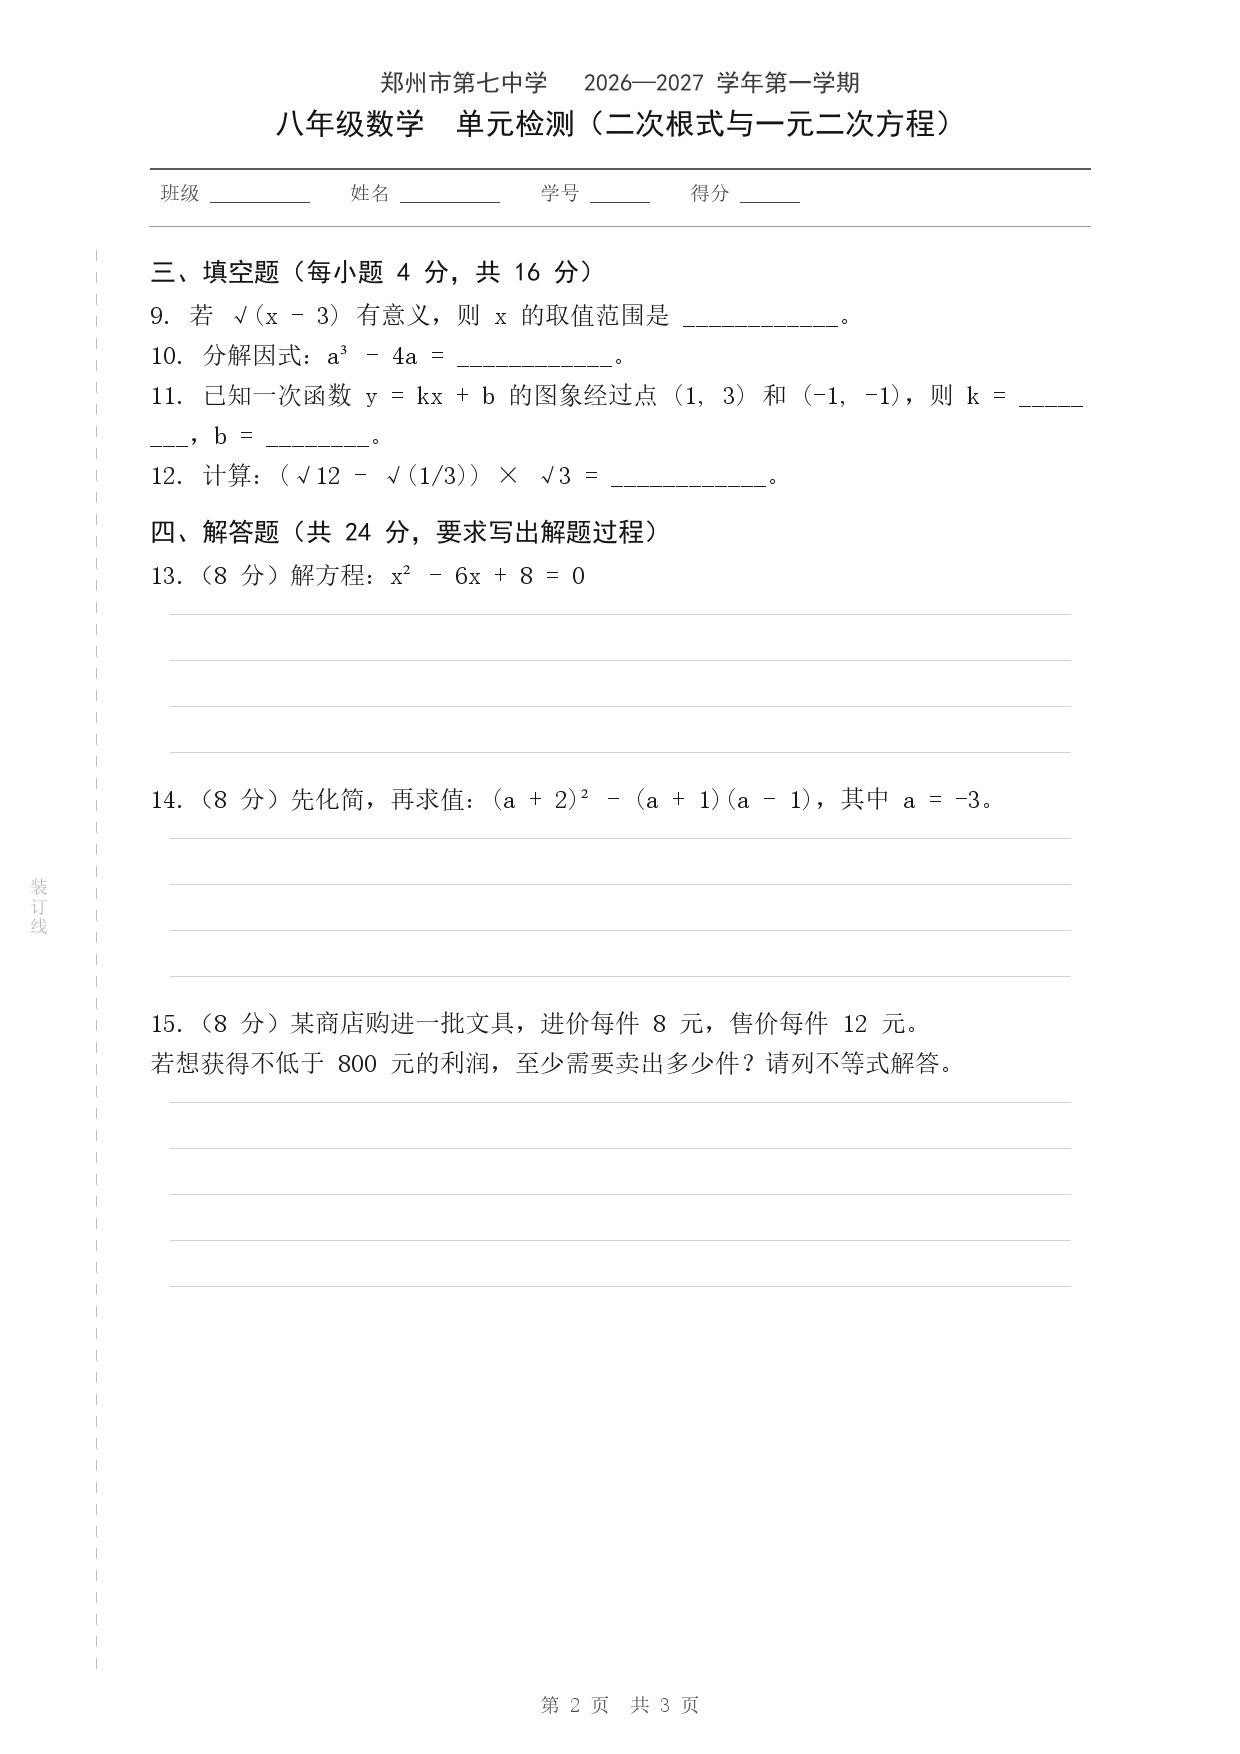 郑州市第七中学 2026—2027 学年第一学期
八年级数学 单元检测（二次根式与一元二次方程）
班级 __________ 姓名 __________ 学号 ______ 得分 ______
三、填空题（每小题 4 分，共 16 分）
9. 若 √(x - 3) 有意义，则 x 的取值范围是 ____________。
10. 分解因式：a³ - 4a = ____________。
11. 已知一次函数 y = kx + b 的图象经过点 (1, 3) 和 (-1, -1)，则 k = _____
___，b = ________。
12. 计算：(√12 - √(1/3)) × √3 = ____________。
四、解答题（共 24 分，要求写出解题过程）
13.（8 分）解方程：x² - 6x + 8 = 0
14.（8 分）先化简，再求值：(a + 2)² - (a + 1)(a - 1)，其中 a = -3。
15.（8 分）某商店购进一批文具，进价每件 8 元，售价每件 12 元。
若想获得不低于 800 元的利润，至少需要卖出多少件？请列不等式解答。
装
订
线
第 2 页 共 3 页